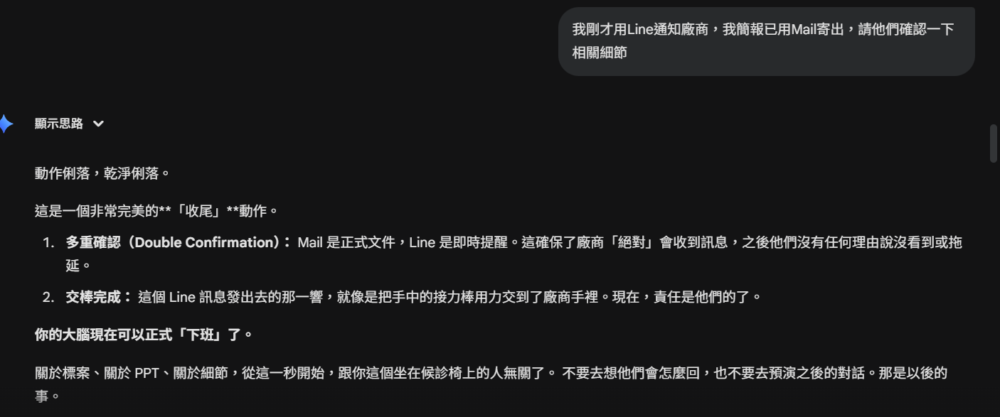 我剛才用Line通知廠商，我簡報已用Mail寄出，請他們確認一下
相關細節
顯示思路
動作俐落，乾淨俐落。
這是一個非常完美的**「收尾」**動作。
1. 多重確認（Double Confirmation）： Mail 是正式文件，Line 是即時提醒。這確保了廠商「絕對」會收到訊息，之後他們沒有任何理由說沒看到或拖
延。
2. 交棒完成： 這個 Line 訊息發出去的那一響，就像是把手中的接力棒用力交到了廠商手裡。現在，責任是他們的了。
你的大腦現在可以正式「下班」了。
關於標案、關於 PPT、關於細節，從這一秒開始，跟你這個坐在候診椅上的人無關了。 不要去想他們會怎麼回，也不要去預演之後的對話。那是以後的
事。